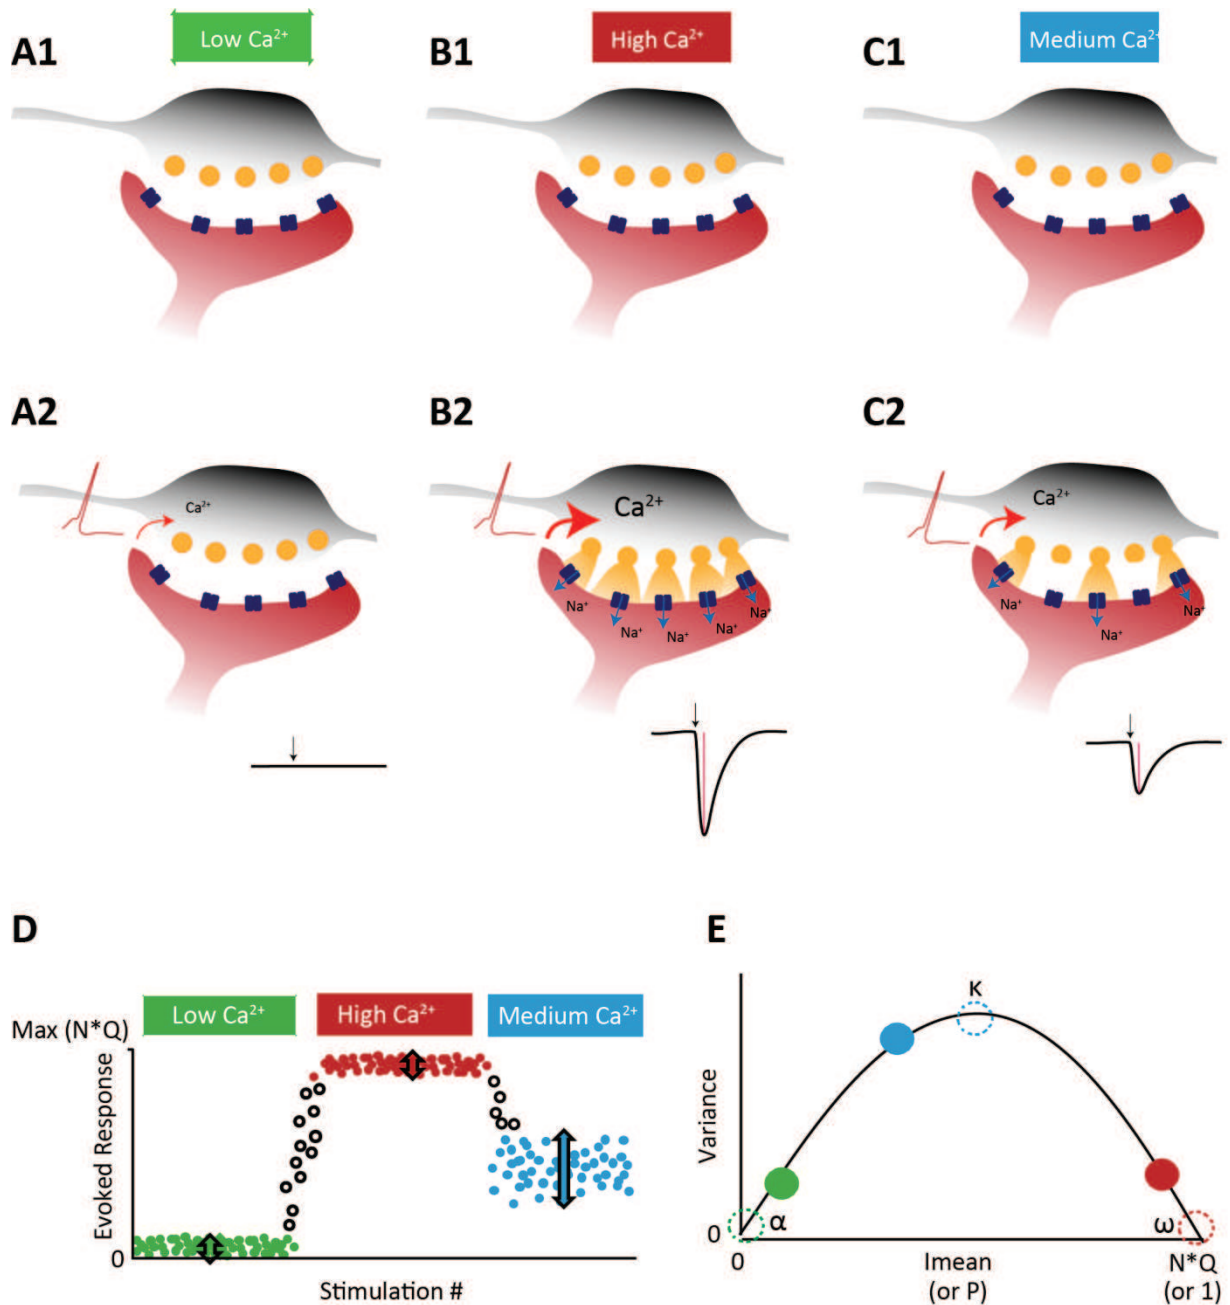 A1
Low Ca²⁺
B1
High Ca²⁺
C1
Medium Ca²⁺
A2
Ca²⁺
B2
Ca²⁺
Na⁺
Na⁺
Na⁺
Na⁺
Na⁺
C2
Ca²⁺
Na⁺
Na⁺
Na⁺
D
Low Ca²⁺
High Ca²⁺
Medium Ca²⁺
Max (N*Q)
Evoked Response
0
Stimulation #
E
Variance
κ
α
ω
0
0
Imean
(or P)
N*Q
(or 1)